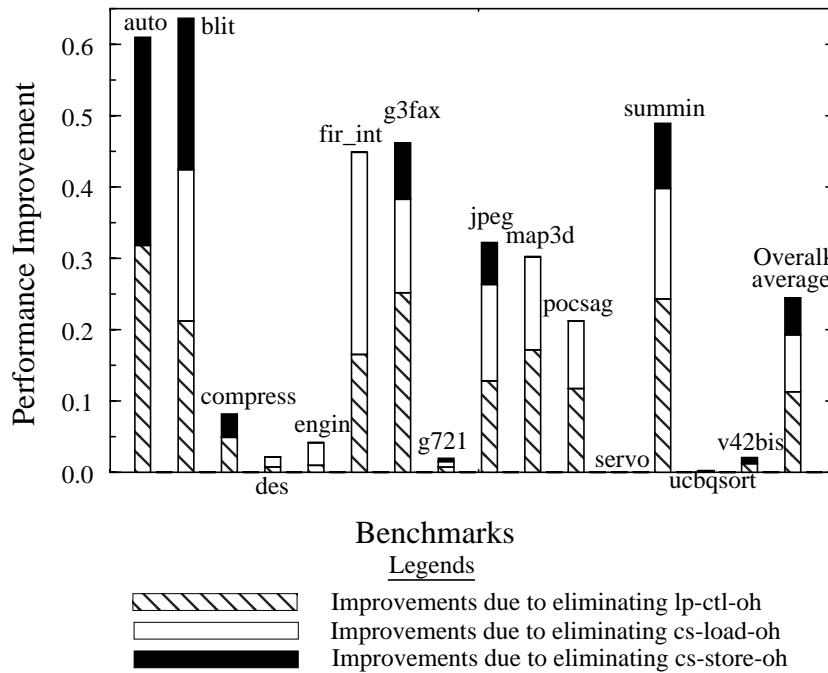 auto
blit
0.6
Performance Improvement
0.5
g3fax
summin
fir_int
0.4
jpeg
map3d
0.3
Overall
average
pocsag
0.2
compress
0.1
engin
g721
servo
v42bis
0.0
des
ucbqsort
Benchmarks
Legends
Improvements due to eliminating lp-ctl-oh
Improvements due to eliminating cs-load-oh
Improvements due to eliminating cs-store-oh